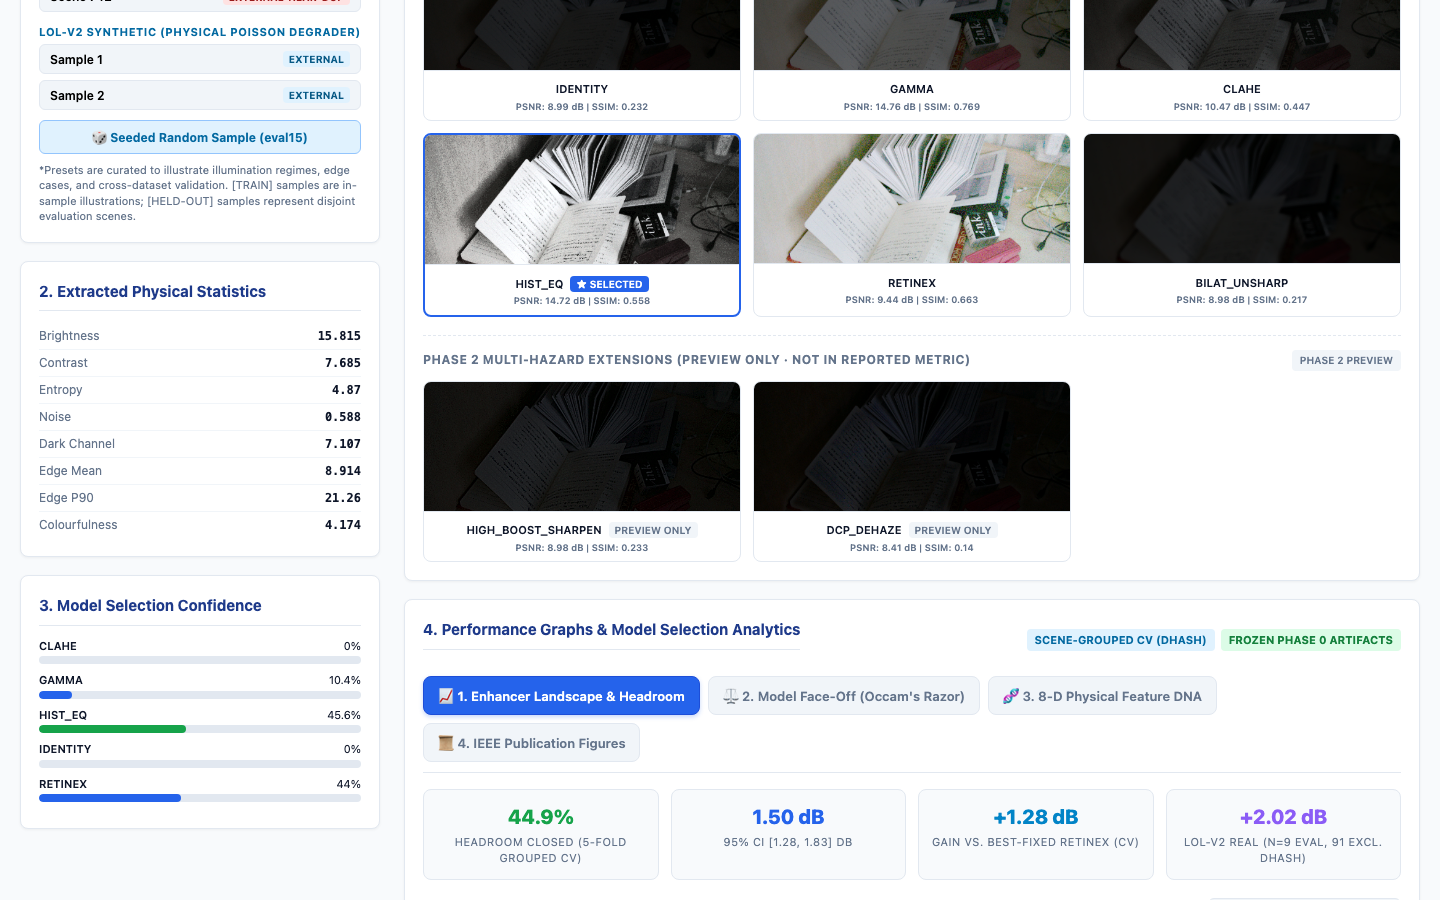 LOL-V2 SYNTHETIC (PHYSICAL POISSON DEGRADER)
Sample 1 EXTERNAL
Sample 2 EXTERNAL
🎲 Seeded Random Sample (eval15)
*Presets are curated to illustrate illumination regimes, edge
cases, and cross-dataset validation. [TRAIN] samples are in-
sample illustrations; [HELD-OUT] samples represent disjoint
evaluation scenes.
2. Extracted Physical Statistics
Brightness 15.815
Contrast 7.685
Entropy 4.87
Noise 0.588
Dark Channel 7.107
Edge Mean 8.914
Edge P90 21.26
Colourfulness 4.174
3. Model Selection Confidence
CLAHE 0%
GAMMA 10.4%
HIST_EQ 45.6%
IDENTITY 0%
RETINEX 44%
IDENTITY
PSNR: 8.99 dB | SSIM: 0.232
GAMMA
PSNR: 14.76 dB | SSIM: 0.769
CLAHE
PSNR: 10.47 dB | SSIM: 0.447
ink
HIST_EQ ★ SELECTED
PSNR: 14.72 dB | SSIM: 0.558
ink
RETINEX
PSNR: 9.44 dB | SSIM: 0.663
BILAT_UNSHARP
PSNR: 8.98 dB | SSIM: 0.217
PHASE 2 MULTI-HAZARD EXTENSIONS (PREVIEW ONLY · NOT IN REPORTED METRIC)
PHASE 2 PREVIEW
HIGH_BOOST_SHARPEN PREVIEW ONLY
PSNR: 8.98 dB | SSIM: 0.233
DCP_DEHAZE PREVIEW ONLY
PSNR: 8.41 dB | SSIM: 0.14
4. Performance Graphs & Model Selection Analytics
SCENE-GROUPED CV (DHASH) FROZEN PHASE 0 ARTIFACTS
📈 1. Enhancer Landscape & Headroom
⚖️ 2. Model Face-Off (Occam's Razor)
🧬 3. 8-D Physical Feature DNA
📜 4. IEEE Publication Figures
44.9%
HEADROOM CLOSED (5-FOLD
GROUPED CV)
1.50 dB
95% CI [1.28, 1.83] DB
+1.28 dB
GAIN VS. BEST-FIXED RETINEX (CV)
+2.02 dB
LOL-V2 REAL (N=9 EVAL, 91 EXCL.
DHASH)